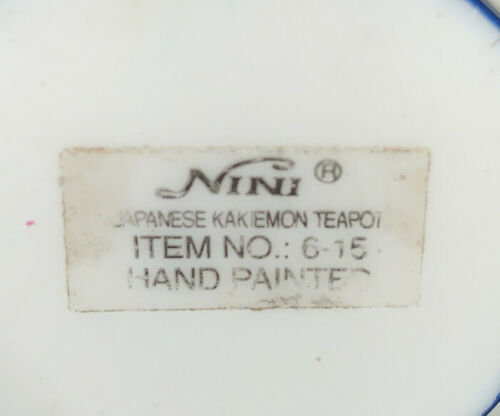 NiNi ®
JAPANESE KAKIEMON TEAPOT
ITEM NO.: 6-15
HAND PAINTED